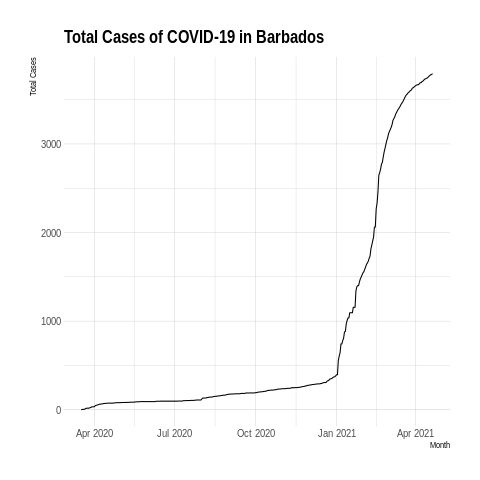 Total Cases of COVID-19 in Barbados
Total Cases
3000
2000
1000
0
Apr 2020 Jul 2020 Oct 2020 Jan 2021 Apr 2021
Month